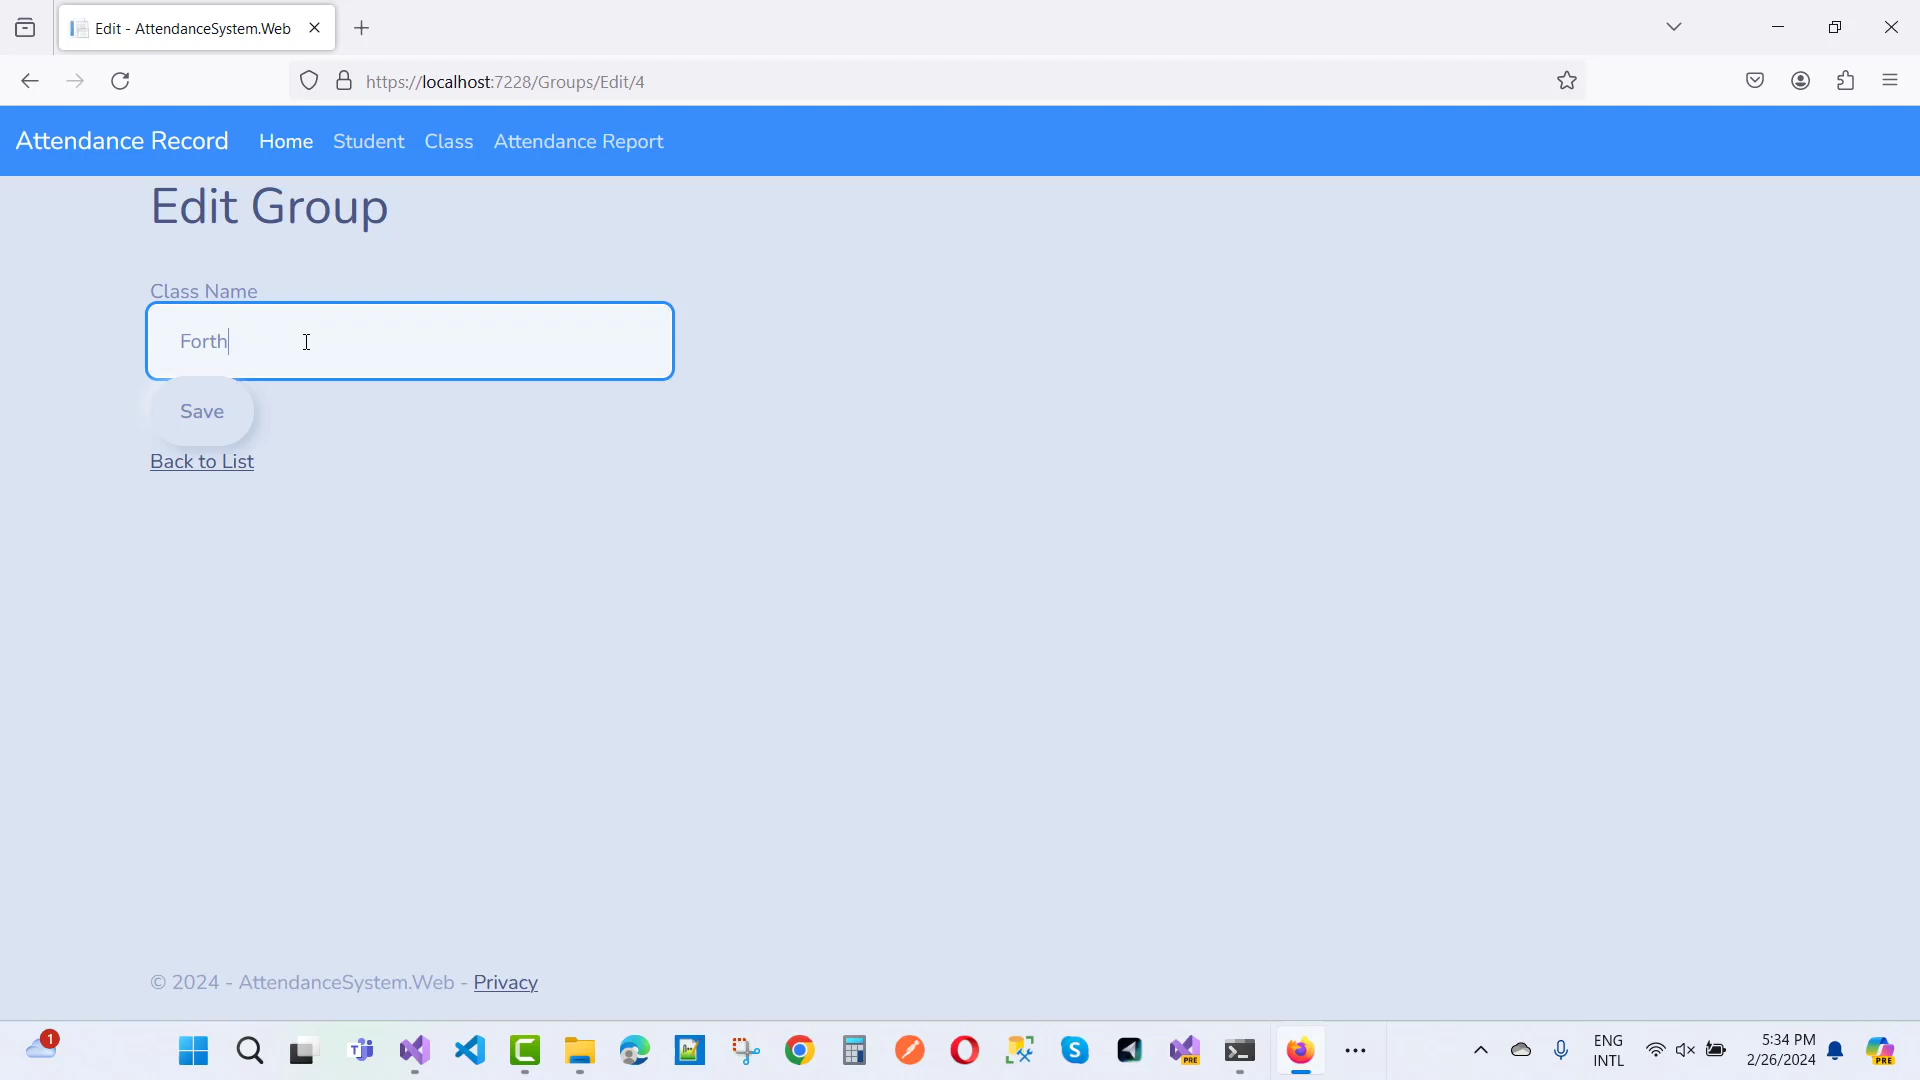 Edit - AttendanceSystem.Web
https://localhost:7228/Groups/Edit/4
Attendance Record Home Student Class Attendance Report
Edit Group
Class Name
Forth
Save
Back to List
© 2024 - AttendanceSystem.Web - Privacy
1
ENG
INTL
5:34 PM
2/26/2024
PRE
PRE